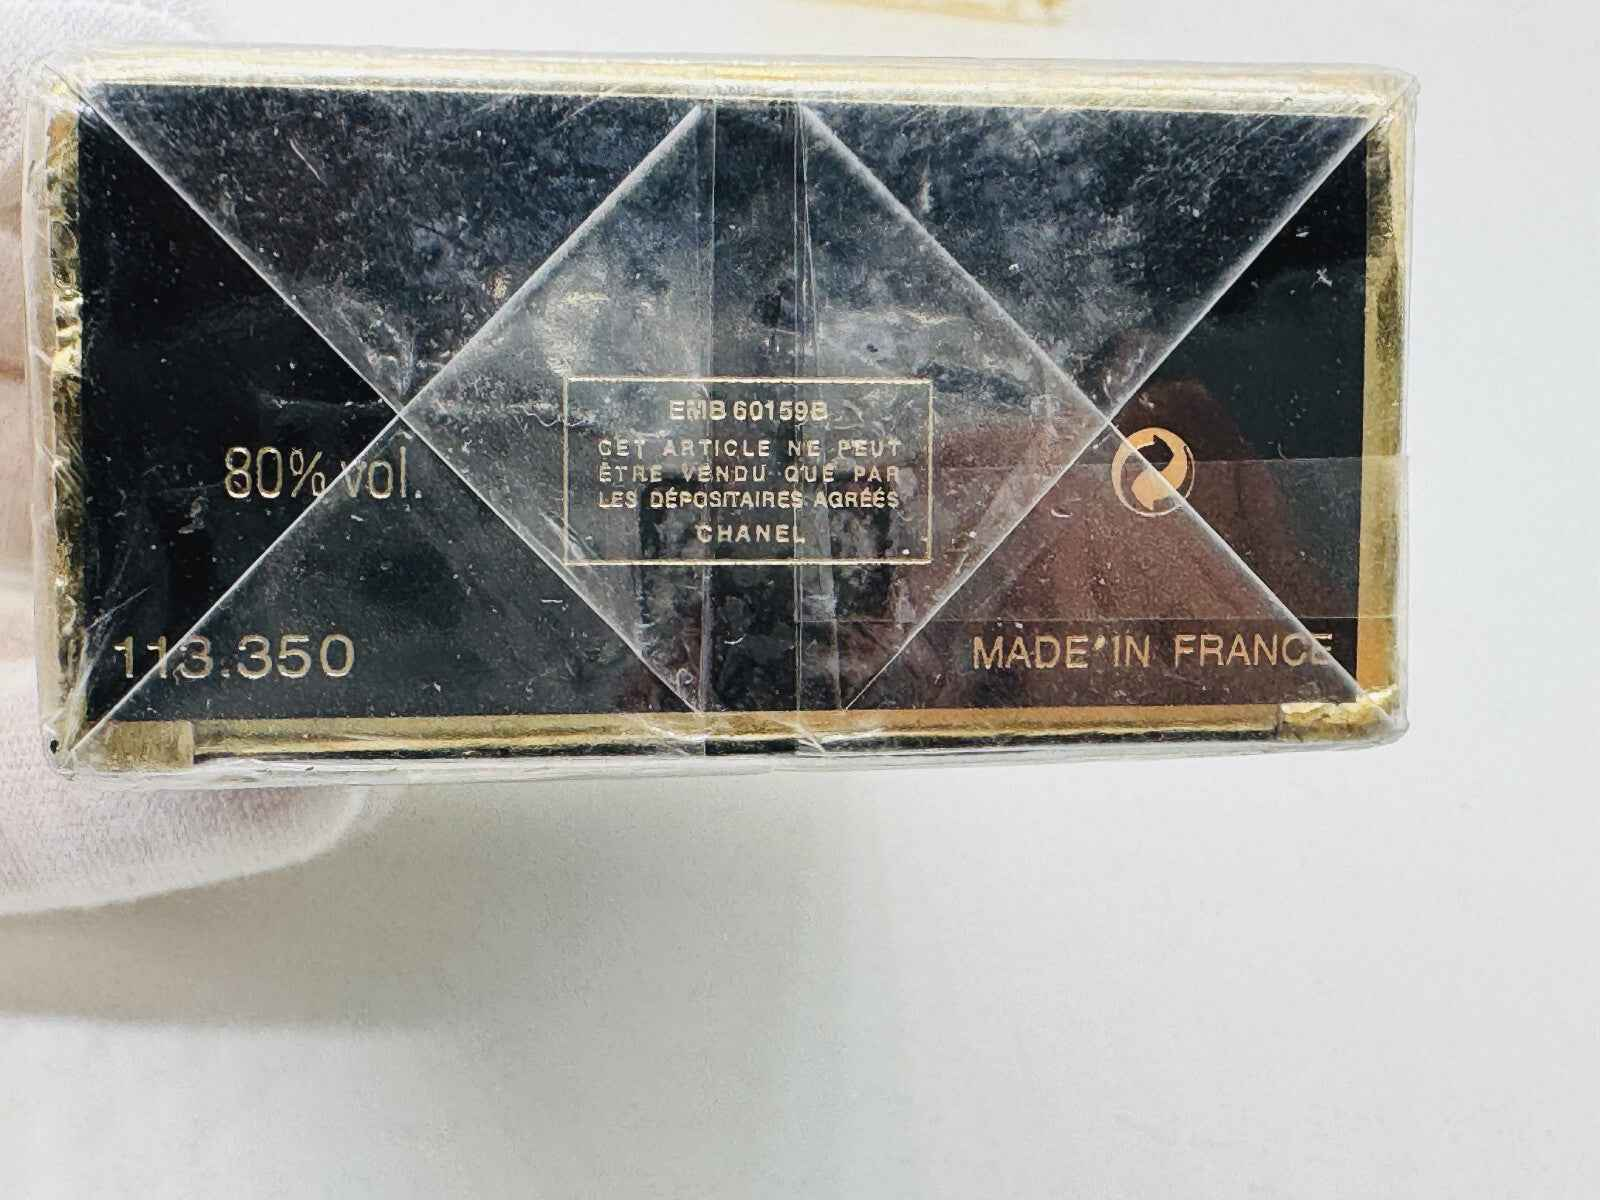 EMB 60159B
CET ARTICLE NE PEUT
ÊTRE VENDU QUE PAR
LES DÉPOSITAIRES AGRÉÉS
CHANEL
80% vol.
113.350
MADE IN FRANCE